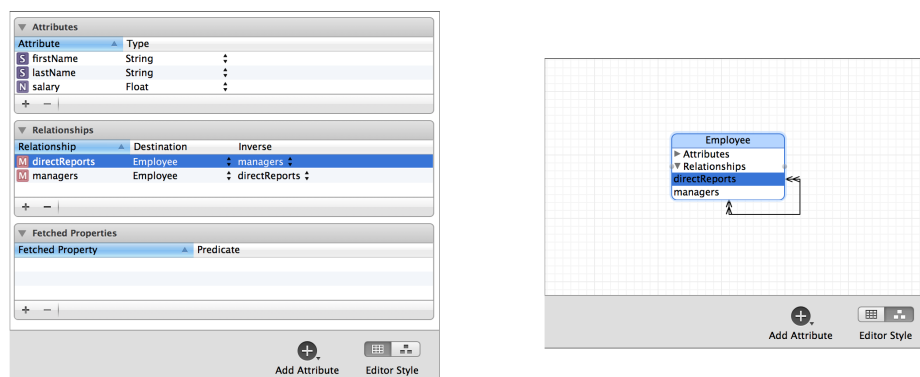 Attributes
Attribute Type
S firstName String
S lastName String
N salary Float
+ −
Relationships
Relationship Destination Inverse
M directReports Employee managers
M managers Employee directReports
+ −
Fetched Properties
Fetched Property Predicate
+ −
Add Attribute Editor Style
Employee
Attributes
Relationships
directReports
managers
Add Attribute Editor Style